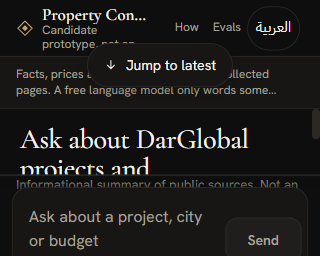 Property Con...
Candidate
prototype, not an
How
Evals
العربية
Jump to latest
Facts, prices a
llected
pages. A free language model only words some...
Ask about DarGlobal
projects and
Informational summary of public sources. Not an
Ask about a project, city
or budget
Send